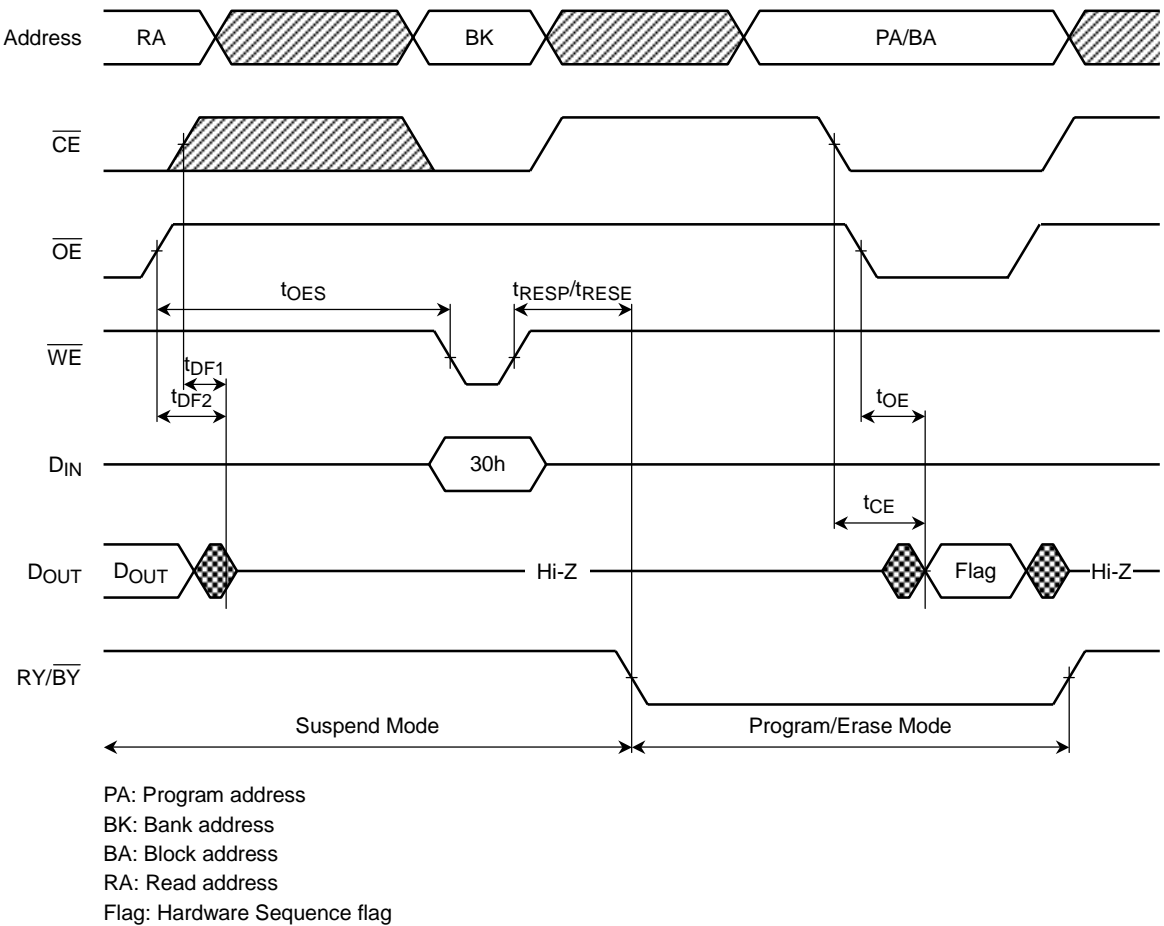 Address RA BK PA/BA
CE
OE
tOES tRESP/tRESE
WE
tDF1
tDF2 tOE
DIN 30h
tCE
DOUT DOUT Hi-Z Flag Hi-Z
RY/BY
Suspend Mode Program/Erase Mode
PA: Program address
BK: Bank address
BA: Block address
RA: Read address
Flag: Hardware Sequence flag